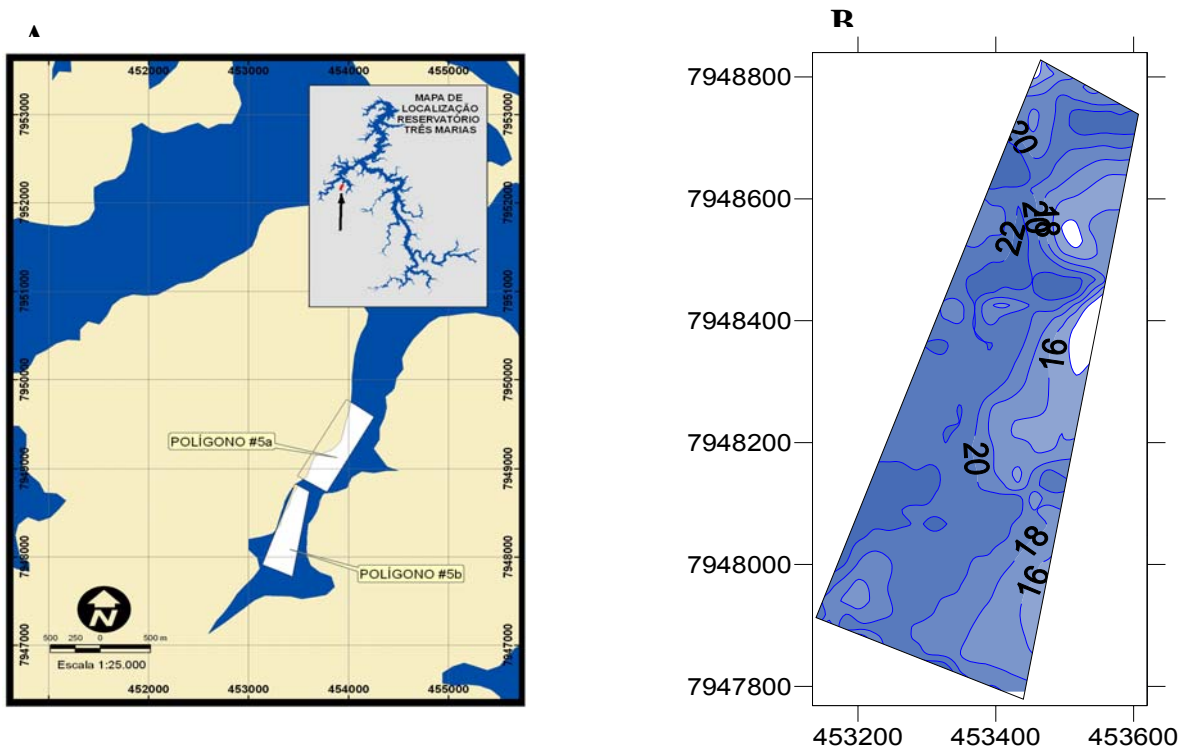 A
452000 453000 454000 455000
MAPA DE
LOCALIZAÇÃO
RESERVATÓRIO
TRÊS MARIAS
7953000 7953000
7952000 7952000
7951000 7951000
7950000 7950000
POLÍGONO #5a
7949000 7949000
7948000 7948000
POLÍGONO #5b
N
500 250 0 500 m
Escala 1:25.000
7947000 7947000
452000 453000 454000 455000
B
7948800
7948600
7948400
7948200
7948000
7947800
453200 453400 453600
20
20
18
22
16
20
18
16